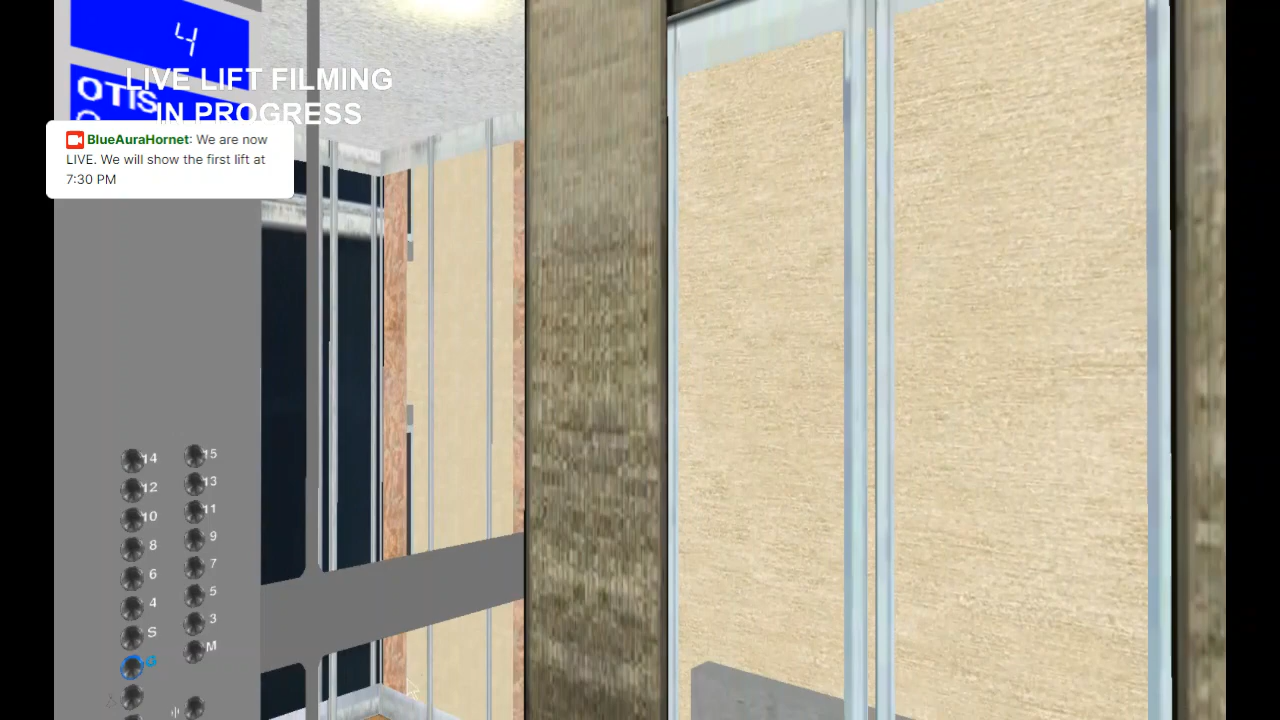 4
OTIS
LIVE LIFT FILMING
IN PROGRESS
BlueAuraHornet: We are now
LIVE. We will show the first lift at
7:30 PM
14 15
12 13
10 11
8 9
6 7
4 5
S 3
G M